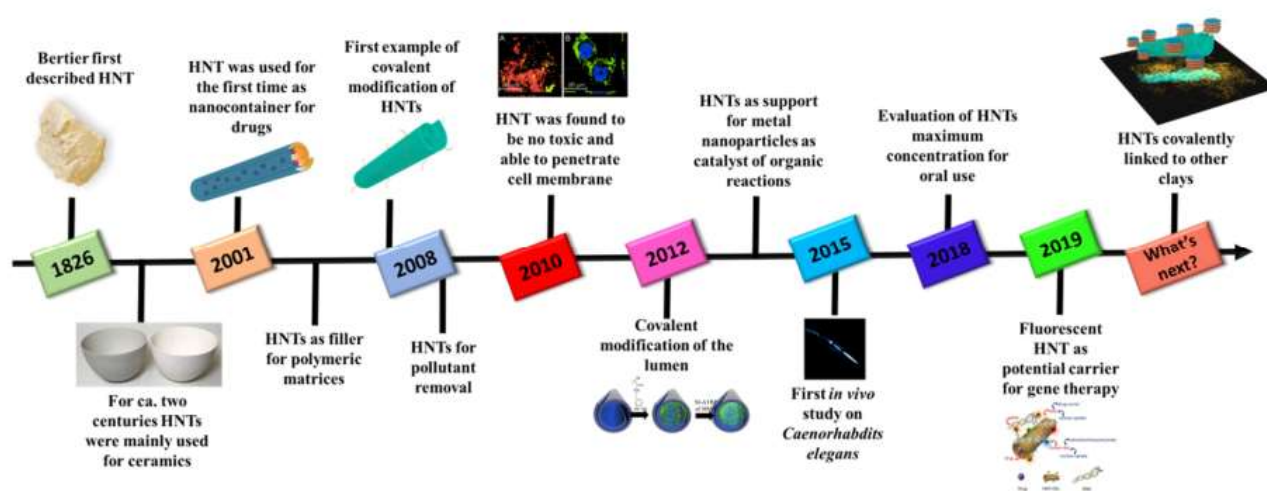 Bertier first
described HNT
1826
For ca. two
centuries HNTs
were mainly used
for ceramics
HNT was used for
the first time as
nanocontainer for
drugs
2001
HNTs as filler
for polymeric
matrices
First example of
covalent
modification of
HNTs
2008
HNTs for
pollutant
removal
A
B
HNT was found to
be no toxic and
able to penetrate
cell membrane
2010
2012
Covalent
modification of the
lumen
HNTs as support
for metal
nanoparticles as
catalyst of organic
reactions
2015
First in vivo
study on
Caenorhabdits
elegans
Evaluation of HNTs
maximum
concentration for
oral use
2018
2019
Fluorescent
HNT as
potential carrier
for gene therapy
HNTs covalently
linked to other
clays
What's
next?